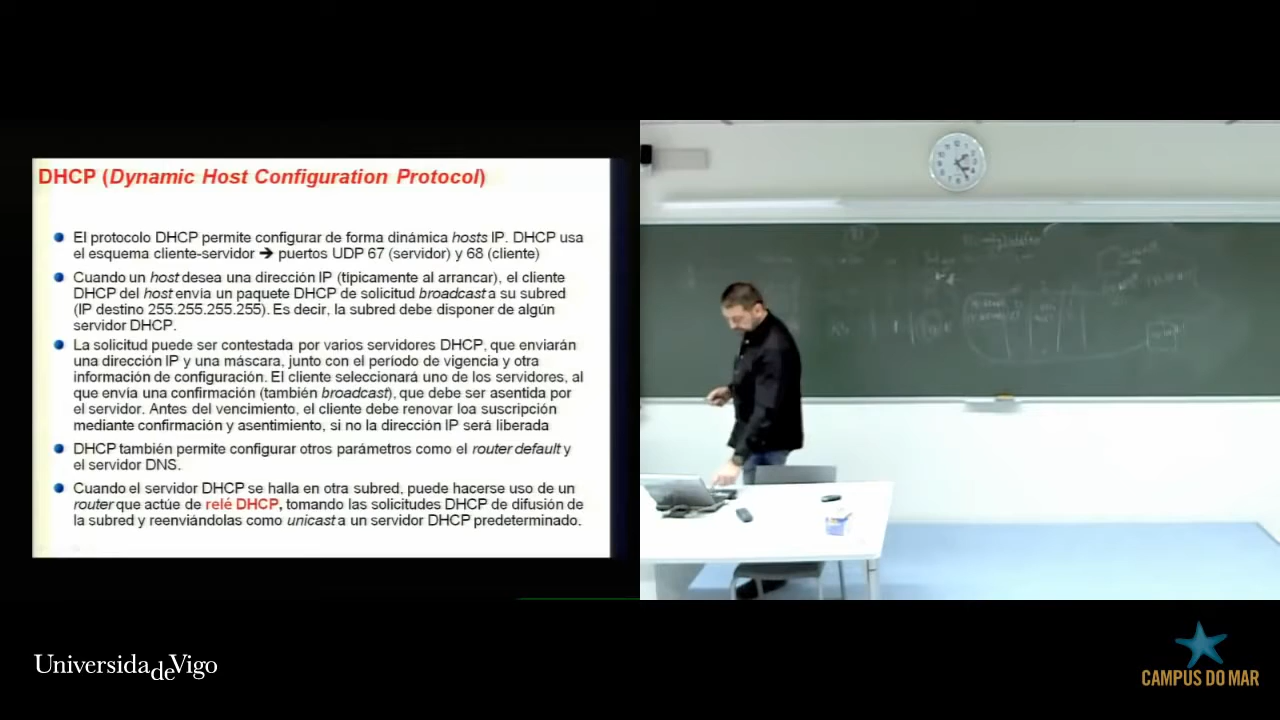 DHCP (Dynamic Host Configuration Protocol)
El protocolo DHCP permite configurar de forma dinámica hosts IP. DHCP usa
el esquema cliente-servidor ➔ puertos UDP 67 (servidor) y 68 (cliente)
Cuando un host desea una dirección IP (típicamente al arrancar), el cliente
DHCP del host envía un paquete DHCP de solicitud broadcast a su subred
(IP destino 255.255.255.255). Es decir, la subred debe disponer de algún
servidor DHCP.
La solicitud puede ser contestada por varios servidores DHCP, que enviarán
una dirección IP y una máscara, junto con el período de vigencia y otra
información de configuración. El cliente seleccionará uno de los servidores, al
que envía una confirmación (también broadcast), que debe ser asentida por
el servidor. Antes del vencimiento, el cliente debe renovar loa suscripción
mediante confirmación y asentimiento, si no la dirección IP será liberada
DHCP también permite configurar otros parámetros como el router default y
el servidor DNS.
Cuando el servidor DHCP se halla en otra subred, puede hacerse uso de un
router que actúe de relé DHCP, tomando las solicitudes DHCP de difusión de
la subred y reenviándolas como unicast a un servidor DHCP predeterminado.
Universidade de Vigo
CAMPUS DO MAR